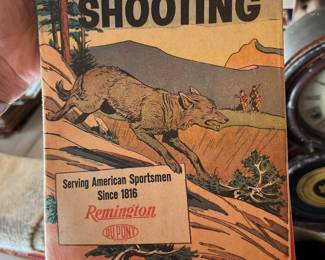 SHOOTING
Serving American Sportsmen
Since 1816
Remington
DU PONT